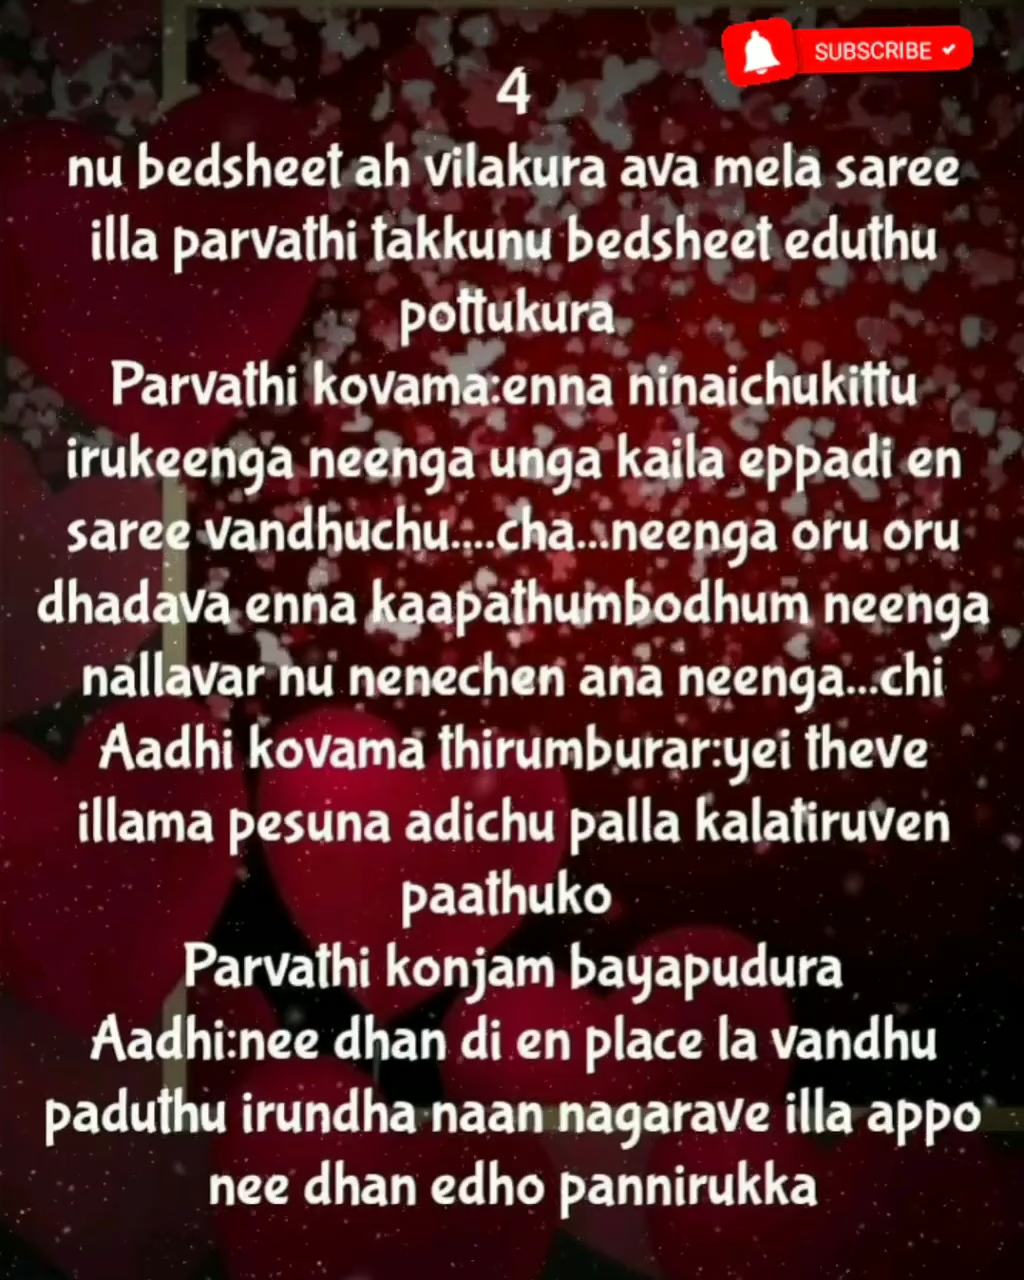 SUBSCRIBE
4
nu bedsheet ah vilakura ava mela saree
illa parvathi takkunu bedsheet eduthu
pottukura
Parvathi kovama:enna ninaichukittu
irukeenga neenga unga kaila eppadi en
saree vandhuchu....cha...neenga oru oru
dhadava enna kaapathumbodhum neenga
nallavar nu nenechen ana neenga...chi
Aadhi kovama thirumburar:yei theve
illama pesuna adichu palla kalatiruven
paathuko
Parvathi konjam bayapudura
Aadhi:nee dhan di en place la vandhu
paduthu irundha naan nagarave illa appo
nee dhan edho pannirukka